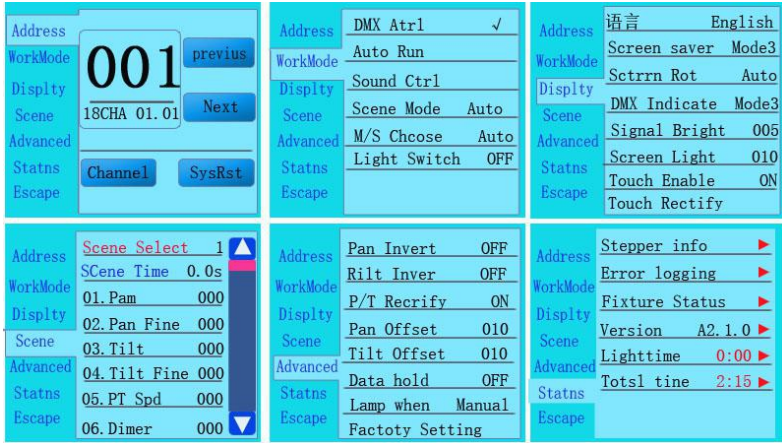 Address
WorkMode
Displty
Scene
Advanced
Statns
Escape
001
18CHA 01.01
previus
Next
Channel
SysRst
Address
WorkMode
Displty
Scene
Advanced
Statns
Escape
DMX Atrl √
Auto Run
Sound Ctrl
Scene Mode Auto
M/S Chcose Auto
Light Switch OFF
Address
WorkMode
Displty
Scene
Advanced
Statns
Escape
语言 English
Screen saver Mode3
Sctrrn Rot Auto
DMX Indicate Mode3
Signal Bright 005
Screen Light 010
Touch Enable ON
Touch Rectify
Address
WorkMode
Displty
Scene
Advanced
Statns
Escape
Scene Select 1
SCene Time 0.0s
01.Pam 000
02.Pan Fine 000
03.Tilt 000
04.Tilt Fine 000
05.PT Spd 000
06.Dimer 000
Address
WorkMode
Displty
Scene
Advanced
Statns
Escape
Pan Invert OFF
Rilt Inver OFF
P/T Recrify ON
Pan Offset 010
Tilt Offset 010
Data hold OFF
Lamp when Manual
Factoty Setting
Address
WorkMode
Displty
Scene
Advanced
Statns
Escape
Stepper info
Error logging
Fixture Status
Version A2.1.0
Lighttime 0:00
Totsl tine 2:15